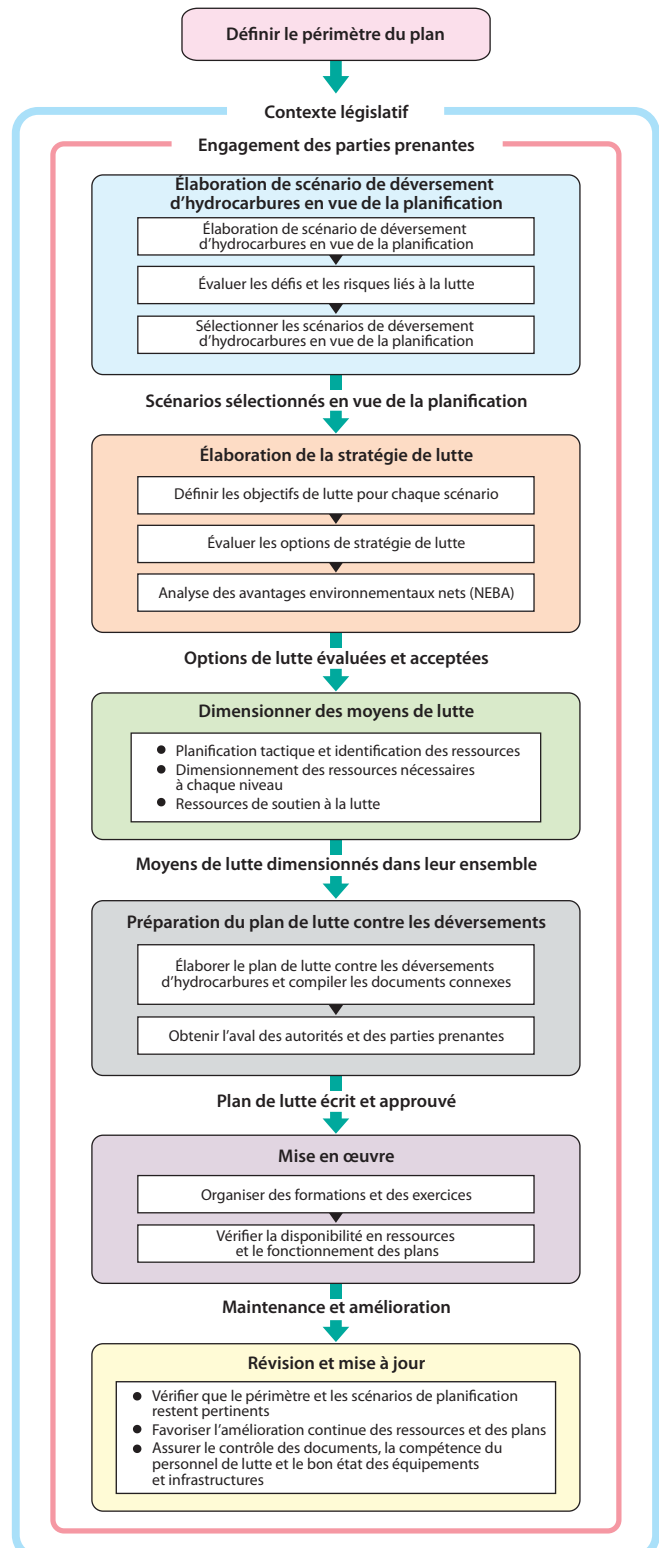 Définir le périmètre du plan
Contexte législatif
Engagement des parties prenantes
Élaboration de scénario de déversement
d’hydrocarbures en vue de la planification
Élaboration de scénario de déversement
d’hydrocarbures en vue de la planification
Évaluer les défis et les risques liés à la lutte
Sélectionner les scénarios de déversement
d’hydrocarbures en vue de la planification
Scénarios sélectionnés en vue de la planification
Élaboration de la stratégie de lutte
Définir les objectifs de lutte pour chaque scénario
Évaluer les options de stratégie de lutte
Analyse des avantages environnementaux nets (NEBA)
Options de lutte évaluées et acceptées
Dimensionner des moyens de lutte
● Planification tactique et identification des ressources
● Dimensionnement des ressources nécessaires
à chaque niveau
● Ressources de soutien à la lutte
Moyens de lutte dimensionnés dans leur ensemble
Préparation du plan de lutte contre les déversements
Élaborer le plan de lutte contre les déversements
d’hydrocarbures et compiler les documents connexes
Obtenir l’aval des autorités et des parties prenantes
Plan de lutte écrit et approuvé
Mise en œuvre
Organiser des formations et des exercices
Vérifier la disponibilité en ressources
et le fonctionnement des plans
Maintenance et amélioration
Révision et mise à jour
● Vérifier que le périmètre et les scénarios de planification
restent pertinents
● Favoriser l’amélioration continue des ressources et des plans
● Assurer le contrôle des documents, la compétence du
personnel de lutte et le bon état des équipements
et infrastructures